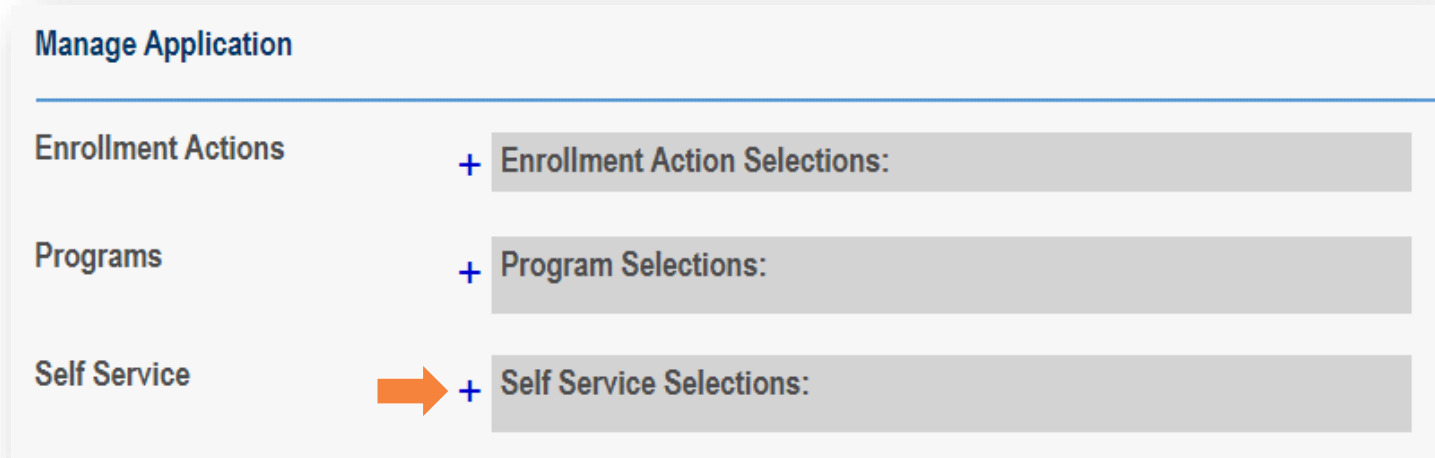 Manage Application
Enrollment Actions
+ Enrollment Action Selections:
Programs
+ Program Selections:
Self Service
+ Self Service Selections: